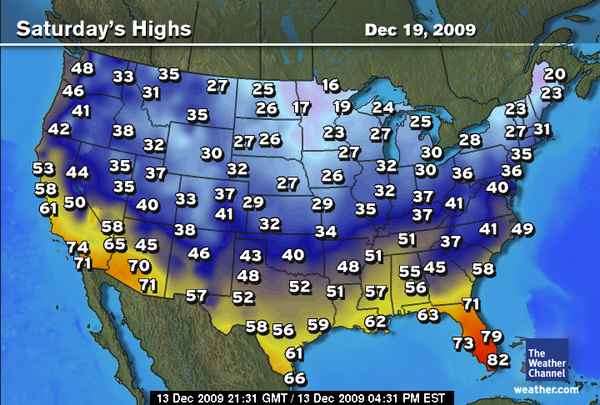 Saturday's Highs Dec 19, 2009
48 33 35 27 25 16 20
46 31 26 17 19 24 23
41 35 25 23
42 38 32 27 26 23 27 28 27 31
30 27 30 35
53 44 35 37 32 26 32 30 36 36
58 35 33 37 27 37 40
61 50 40 41 29 29 35 37 41
58 38 32 34 41 49
74 65 45 46 43 40 51 37
71 70 48 48 55 45 58
71 57 52 52 51 57 56
58 56 59 62 63 71
61 73 79
66 82
The
Weather
Channel
weather.com
13 Dec 2009 21:31 GMT / 13 Dec 2009 04:31 PM EST